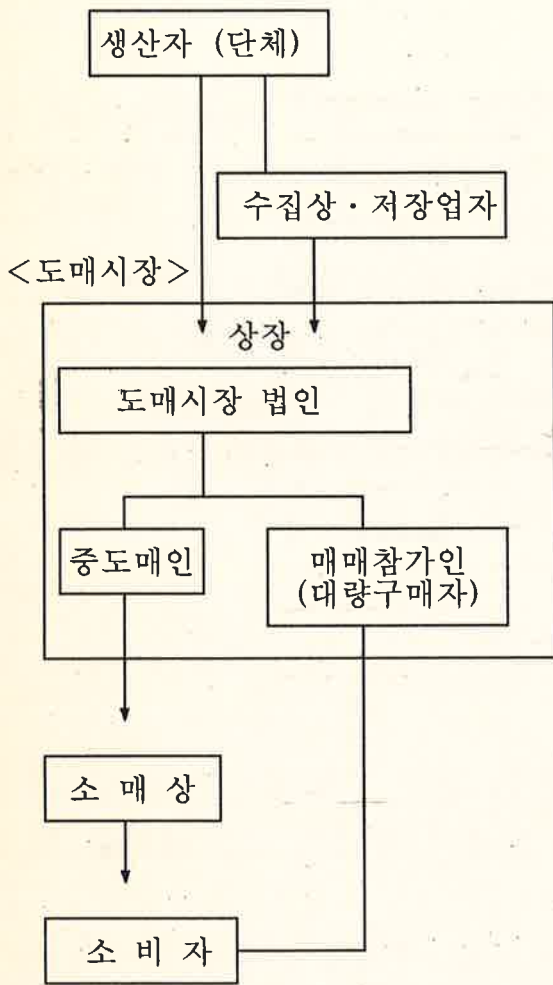 생산자 (단체)
수집상·저장업자
<도매시장>
상장
도매시장 법인
중도매인
매매참가인
(대량구매자)
소 매 상
소 비 자